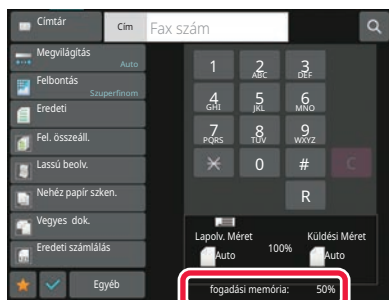 Címtár
Cím
Fax szám
Megvilágítás
Auto
Felbontás
Szuperfinom
Eredeti
Fel. összeáll.
Lassú beolv.
Nehéz papír szken.
Vegyes dok.
Eredeti számlálás
Egyéb
1
2 ABC
3 DEF
4 GHI
5 JKL
6 MNO
7 PQRS
8 TUV
9 WXYZ
0 # C
R
Lapolv. Méret
Auto
100%
Küldési Méret
Auto
fogadási memória: 50%